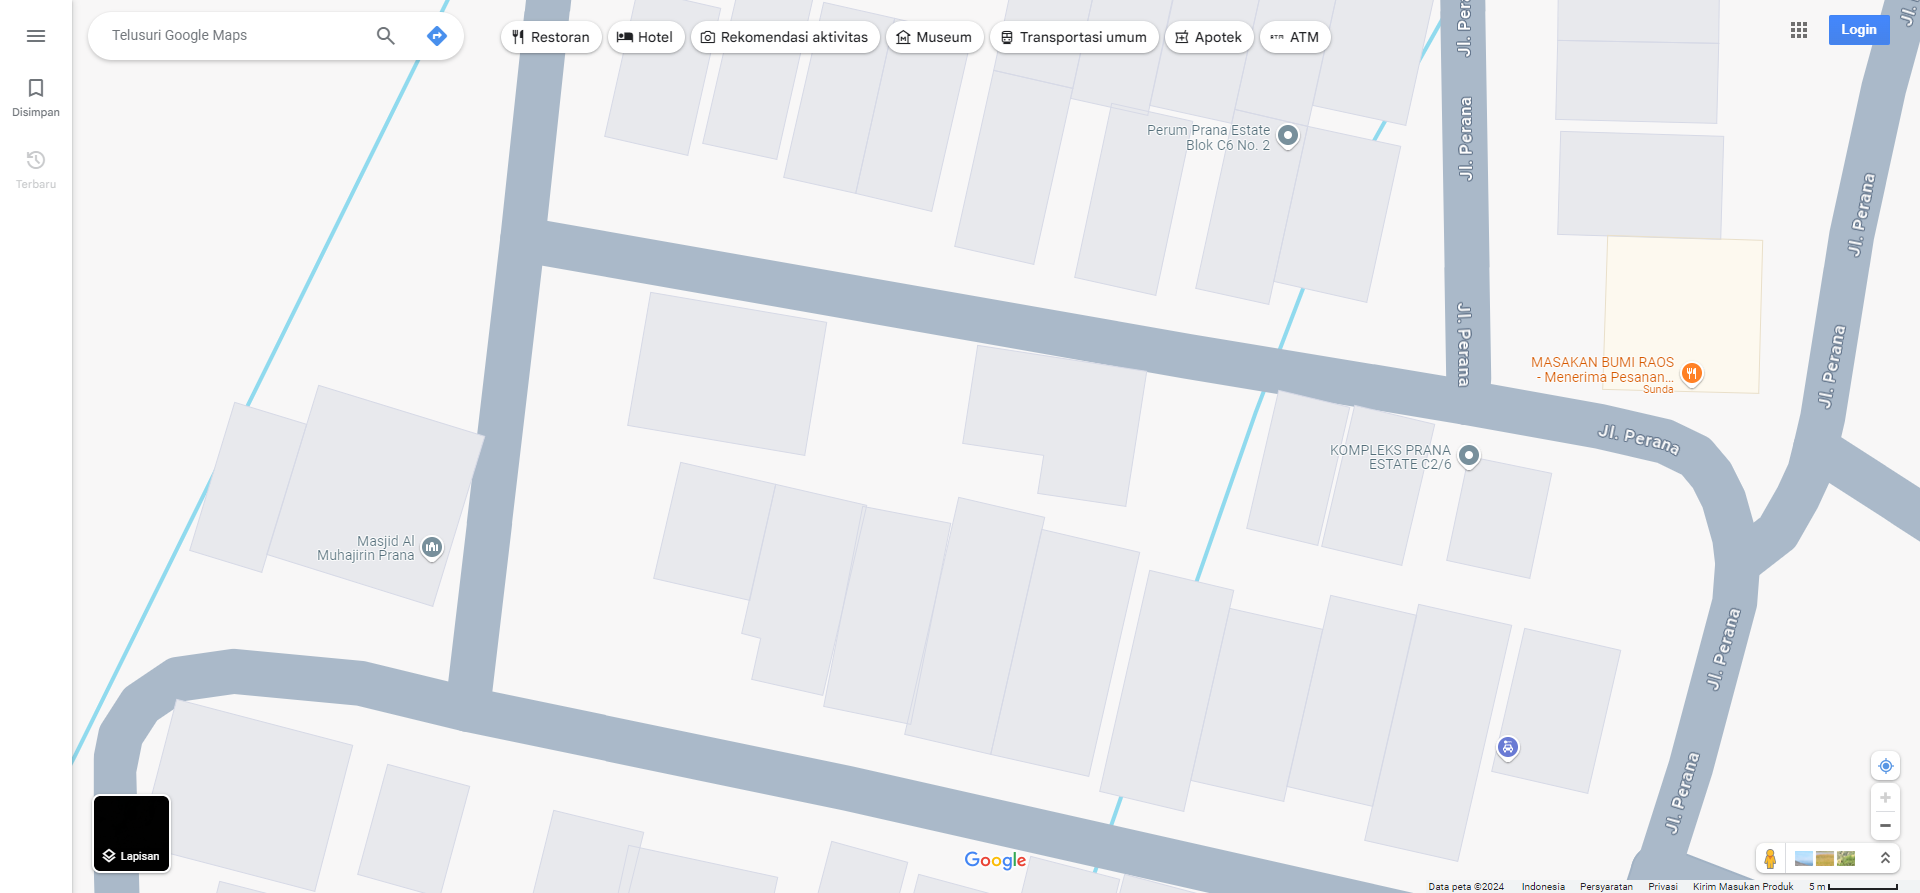 Telusuri Google Maps
Restoran
Hotel
Rekomendasi aktivitas
Museum
Transportasi umum
Apotek
ATM
Login
Disimpan
Terbaru
Perum Prana Estate
Blok C6 No. 2
Jl. Perana
Jl. Perana
Jl. Perana
Jl. Perana
Jl. Perana
MASAKAN BUMI RAOS
- Menerima Pesanan...
Sunda
Jl. Perana
KOMPLEKS PRANA
ESTATE C2/6
Masjid Al
Muhajirin Prana
Jl. Perana
Jl. Perana
Lapisan
Google
Data peta ©2024
Indonesia
Persyaratan
Privasi
Kirim Masukan Produk
5 m